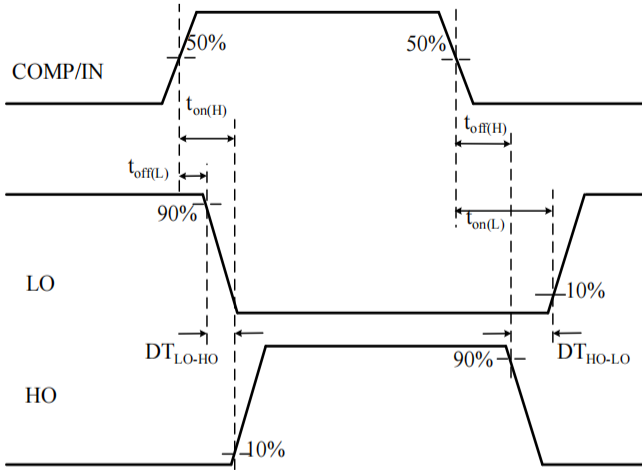 50%
50%
COMP/IN
t_on(H)
t_off(H)
t_off(L)
90%
t_on(L)
LO
10%
DT_LO-HO
90%
DT_HO-LO
HO
10%